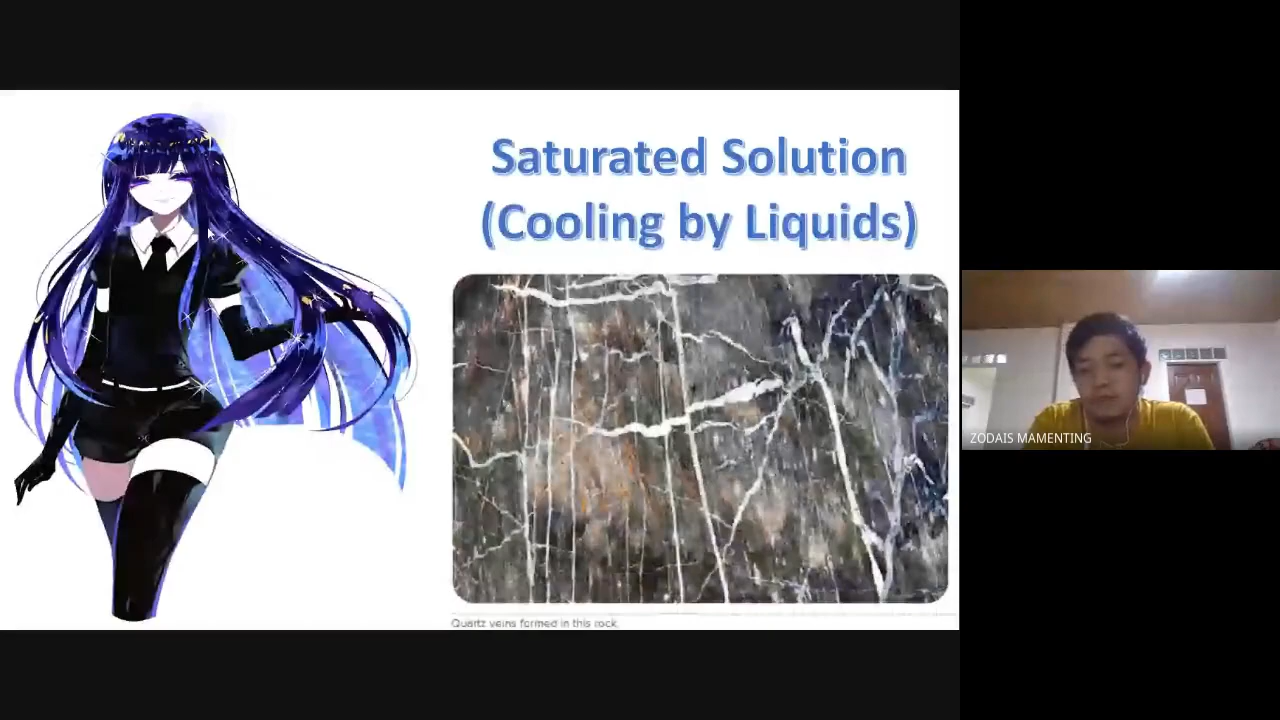 Saturated Solution
(Cooling by Liquids)
ZODAIS MAMENTING
Quartz veins formed in this rock.